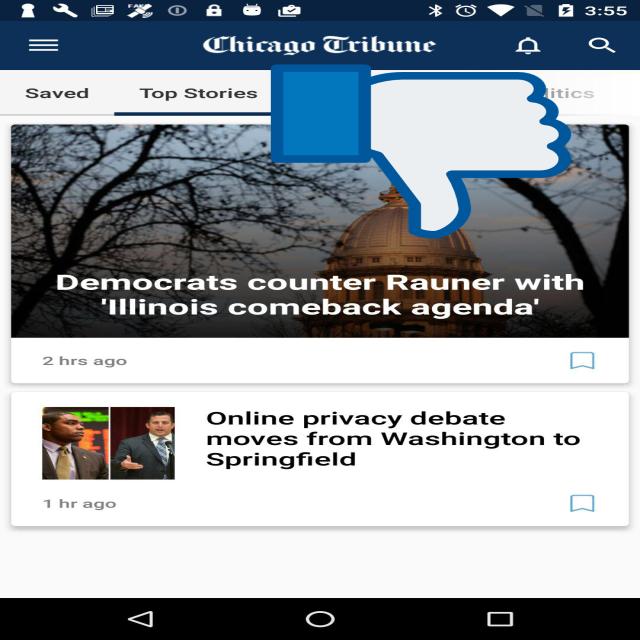 3:55
Chicago Tribune
Saved
Top Stories
litics
Democrats counter Rauner with
'Illinois comeback agenda'
2 hrs ago
Online privacy debate
moves from Washington to
Springfield
1 hr ago